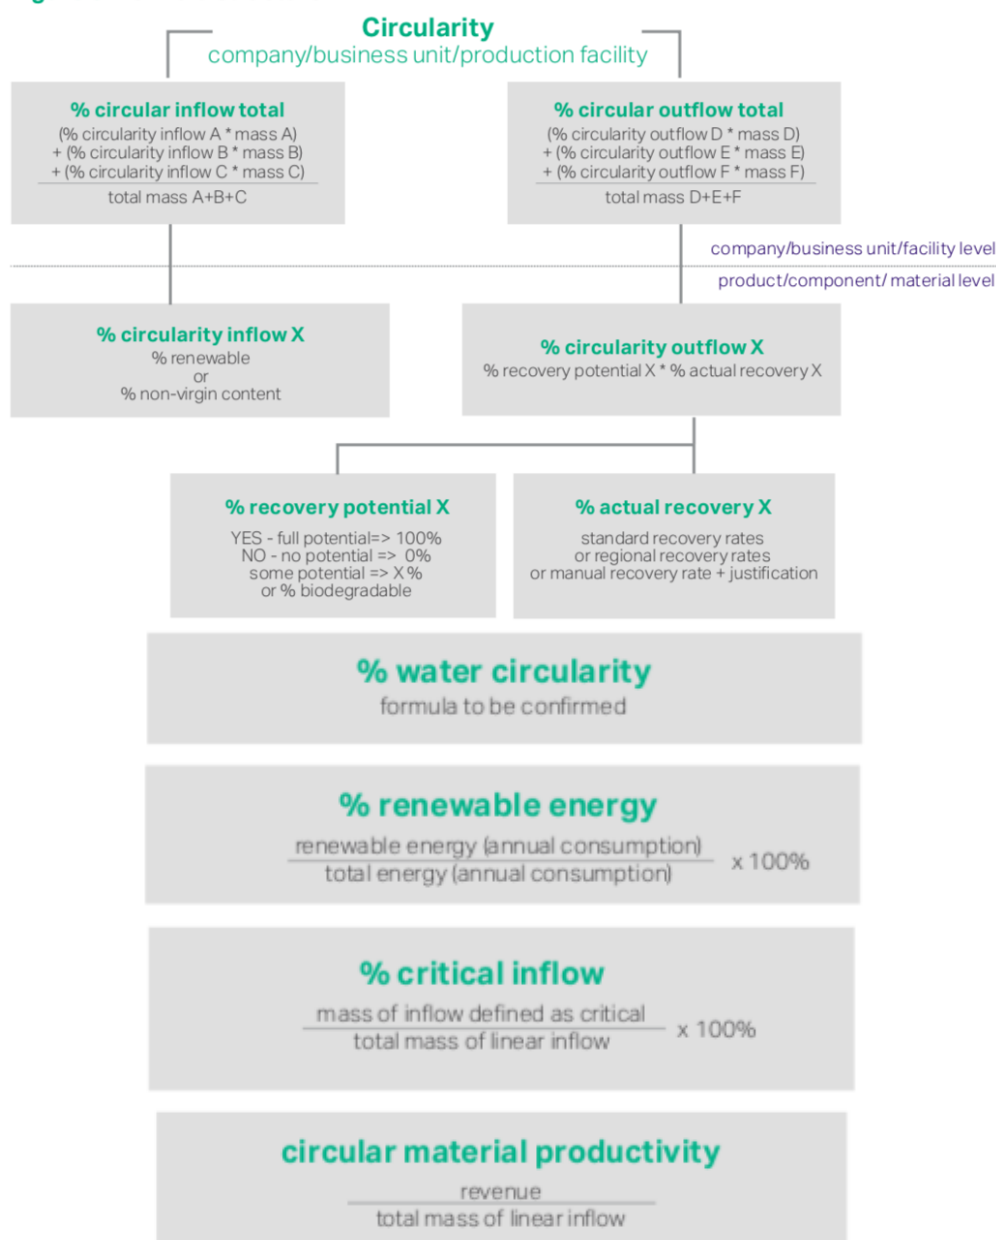 Circularity
company/business unit/production facility
% circular inflow total
(% circularity inflow A * mass A)
+ (% circularity inflow B * mass B)
+ (% circularity inflow C * mass C)
total mass A+B+C
% circular outflow total
(% circularity outflow D * mass D)
+ (% circularity outflow E * mass E)
+ (% circularity outflow F * mass F)
total mass D+E+F
company/business unit/facility level
product/component/ material level
% circularity inflow X
% renewable
or
% non-virgin content
% circularity outflow X
% recovery potential X * % actual recovery X
% recovery potential X
YES - full potential=> 100%
NO - no potential => 0%
some potential => X %
or % biodegradable
% actual recovery X
standard recovery rates
or regional recovery rates
or manual recovery rate + justification
% water circularity
formula to be confirmed
% renewable energy
renewable energy (annual consumption)
total energy (annual consumption)
x 100%
% critical inflow
mass of inflow defined as critical
total mass of linear inflow
x 100%
circular material productivity
revenue
total mass of linear inflow